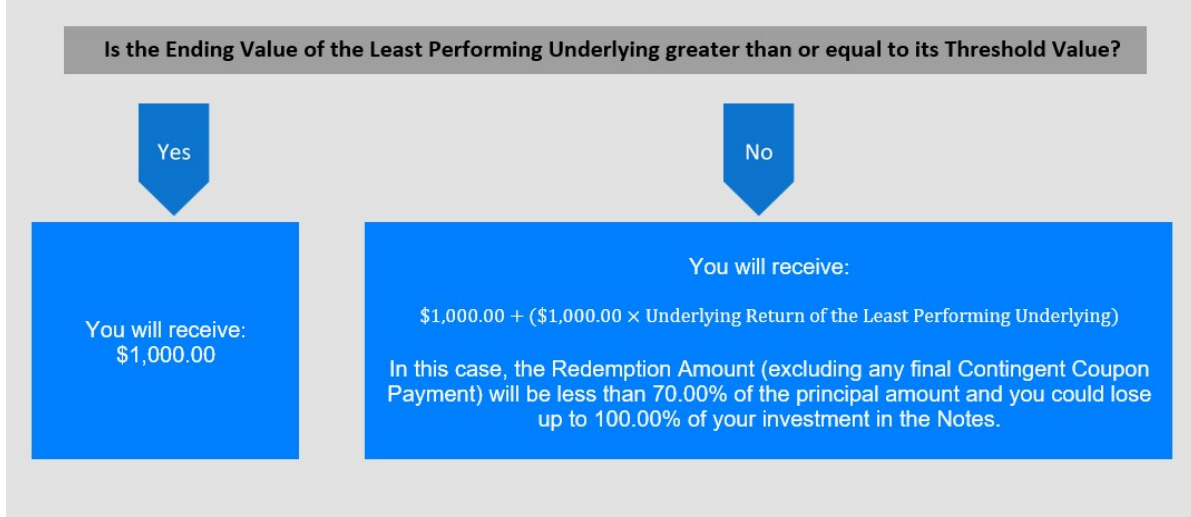 Is the Ending Value of the Least Performing Underlying greater than or equal to its Threshold Value?
Yes
No
You will receive:
$1,000.00
You will receive:
$1,000.00 + ($1,000.00 × Underlying Return of the Least Performing Underlying)
In this case, the Redemption Amount (excluding any final Contingent Coupon
Payment) will be less than 70.00% of the principal amount and you could lose
up to 100.00% of your investment in the Notes.